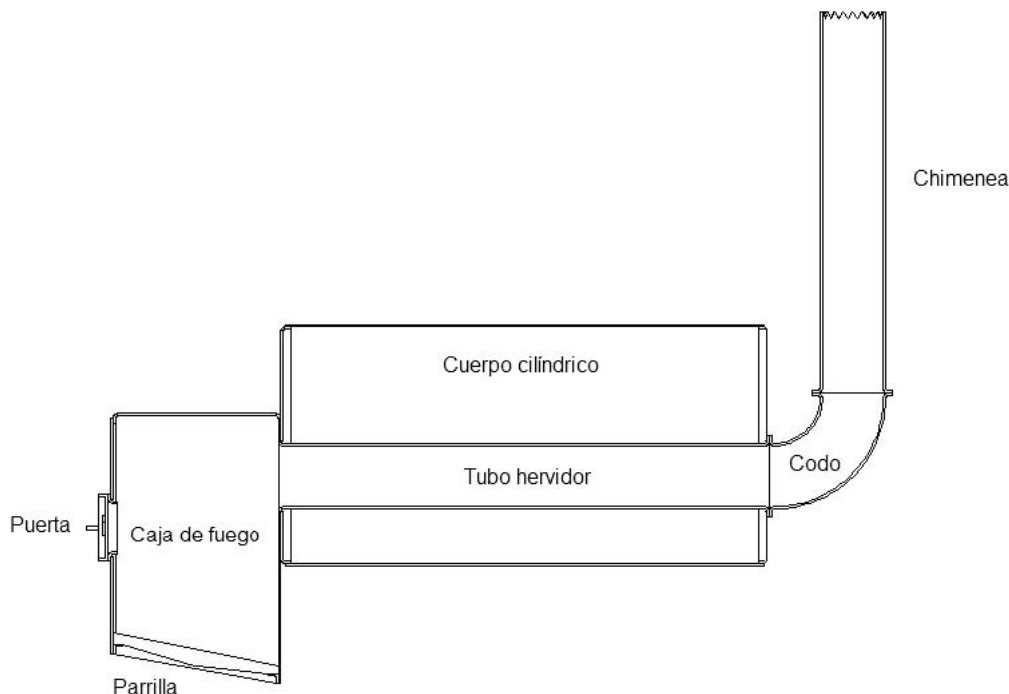 Chimenea
Cuerpo cilíndrico
Tubo hervidor
Codo
Puerta
Caja de fuego
Parrilla